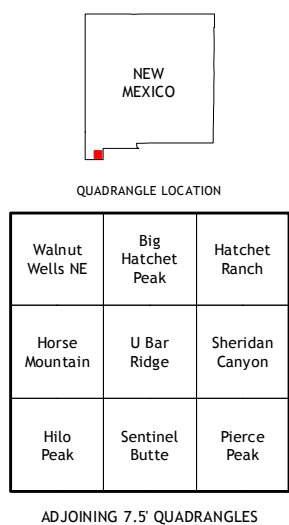 NEW
MEXICO
QUADRANGLE LOCATION
Walnut
Wells NE
Big
Hatchet
Peak
Hatchet
Ranch
Horse
Mountain
U Bar
Ridge
Sheridan
Canyon
Hilo
Peak
Sentinel
Butte
Pierce
Peak
ADJOINING 7.5' QUADRANGLES